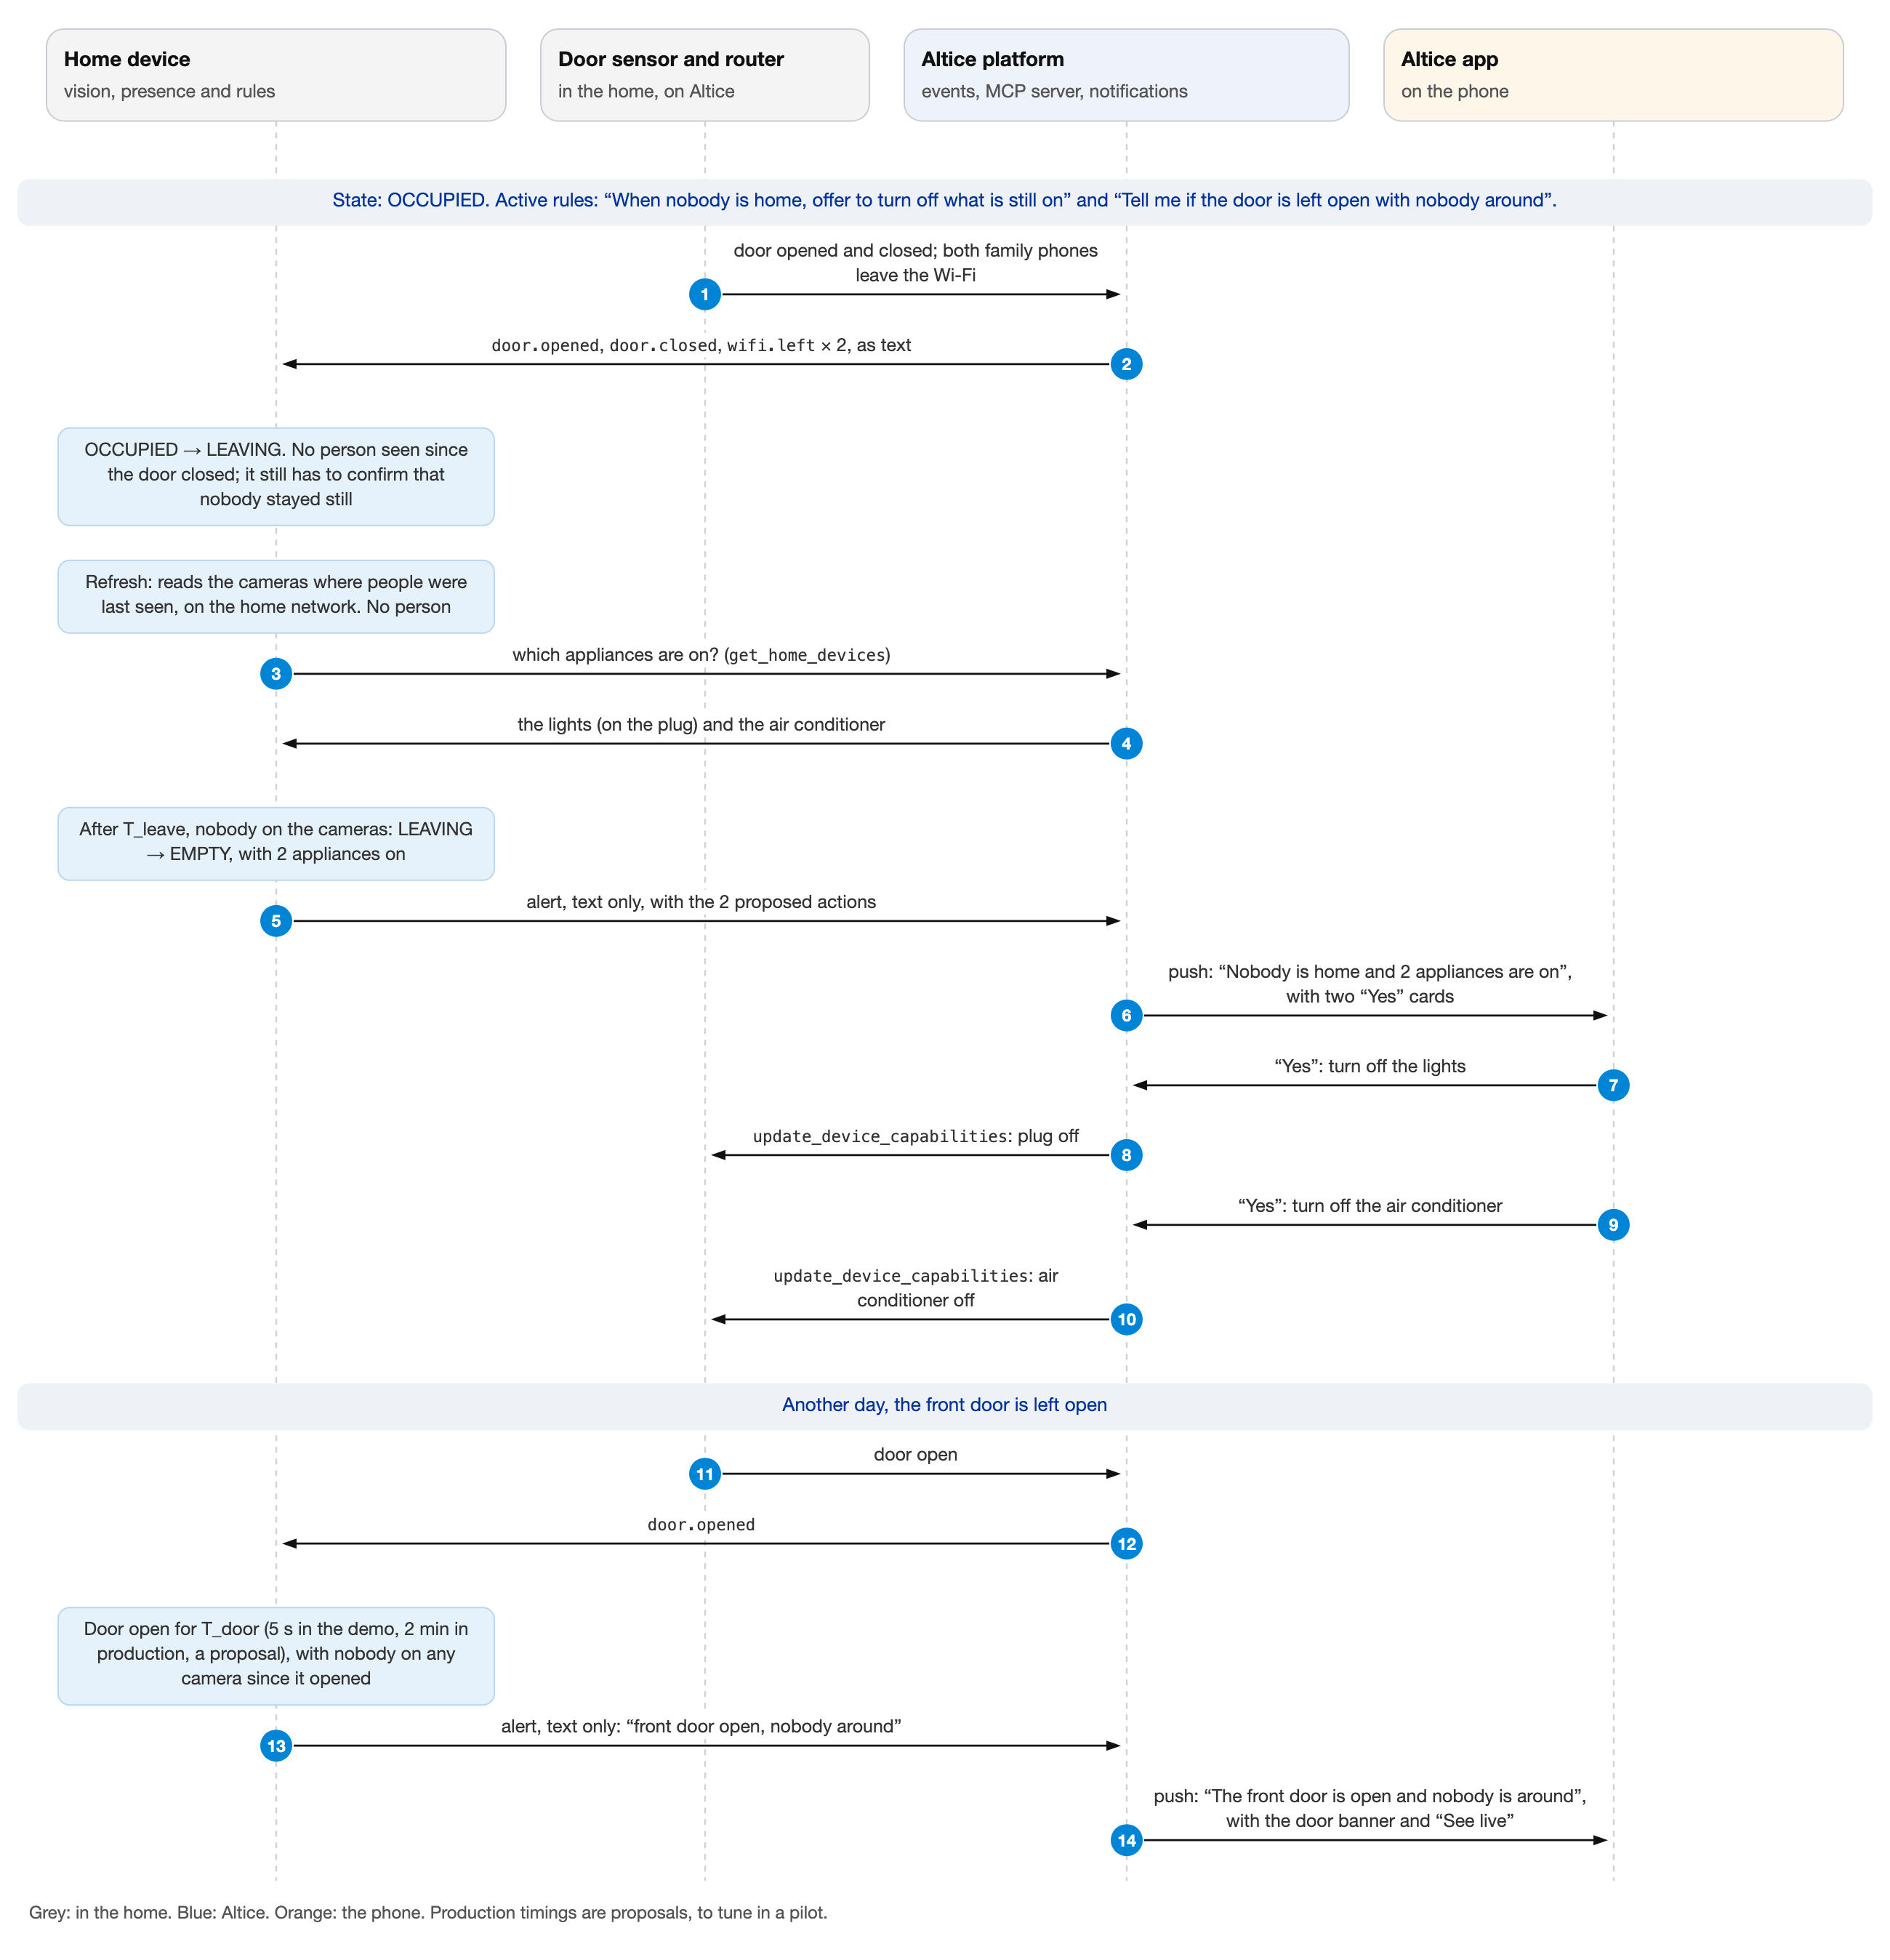 Home device
vision, presence and rules
Door sensor and router
in the home, on Altice
Altice platform
events, MCP server, notifications
Altice app
on the phone
State: OCCUPIED. Active rules: “When nobody is home, offer to turn off what is still on” and “Tell me if the door is left open with nobody around”.
door opened and closed; both family phones
leave the Wi-Fi
1
door.opened, door.closed, wifi.left × 2, as text
2
OCCUPIED → LEAVING. No person seen since
the door closed; it still has to confirm that
nobody stayed still
Refresh: reads the cameras where people were
last seen, on the home network. No person
which appliances are on? (get_home_devices)
3
the lights (on the plug) and the air conditioner
4
After T_leave, nobody on the cameras: LEAVING
→ EMPTY, with 2 appliances on
alert, text only, with the 2 proposed actions
5
push: “Nobody is home and 2 appliances are on”,
with two “Yes” cards
6
“Yes”: turn off the lights
7
update_device_capabilities: plug off
8
“Yes”: turn off the air conditioner
9
update_device_capabilities: air
conditioner off
10
Another day, the front door is left open
door open
11
door.opened
12
Door open for T_door (5 s in the demo, 2 min in
production, a proposal), with nobody on any
camera since it opened
alert, text only: “front door open, nobody around”
13
push: “The front door is open and nobody is around”,
with the door banner and “See live”
14
Grey: in the home. Blue: Altice. Orange: the phone. Production timings are proposals, to tune in a pilot.